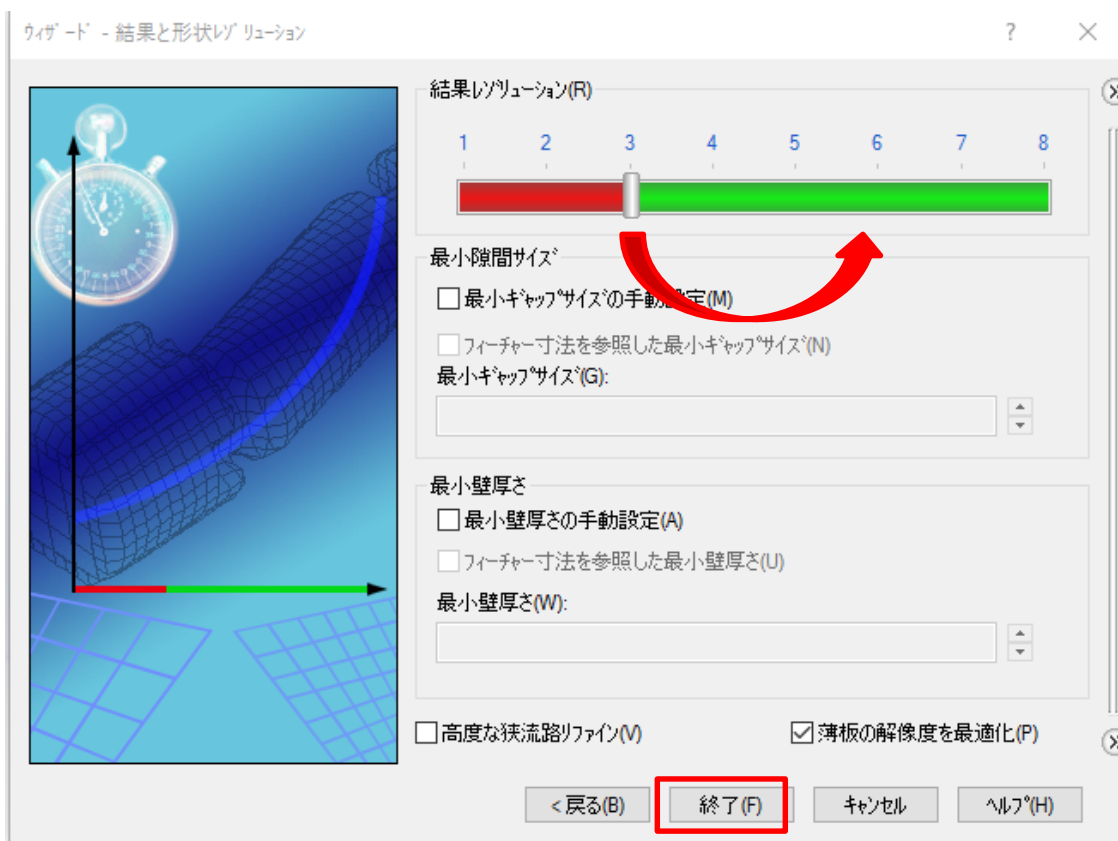 ウィザード - 結果と形状レゾリューション
?
結果レゾリューション(R)
1 2 3 4 5 6 7 8
最小隙間サイズ
最小ギャップサイズの手動設定(M)
フィーチャー寸法を参照した最小ギャップサイズ(N)
最小ギャップサイズ(G):
最小壁厚さ
最小壁厚さの手動設定(A)
フィーチャー寸法を参照した最小壁厚さ(U)
最小壁厚さ(W):
高度な狭流路リファイン(V) 薄板の解像度を最適化(P)
< 戻る(B) 終了(F) キャンセル ヘルプ(H)